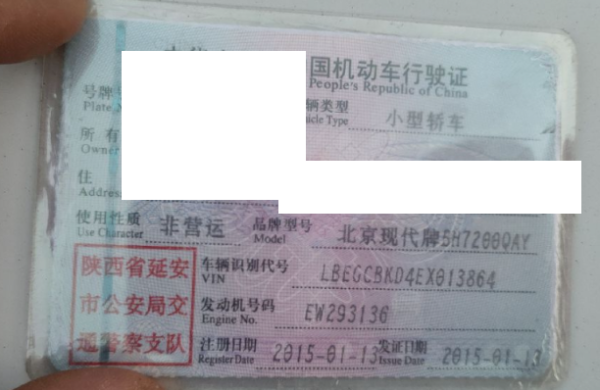 国机动车行驶证
People's Republic of China
号牌
Plate
辆类型
icle Type
小型轿车
所 有
Owner
住
Address
使用性质
Use Character
非营运
品牌型号
Model
北京现代牌BH7200QAY
陕西省延安
市公安局交
通警察支队
车辆识别代号
VIN
LBEGCBKD4EX013864
发动机号码
Engine No.
EW293136
注册日期
Register Date
2015-01-13
发证日期
Issue Date
2015-01-13